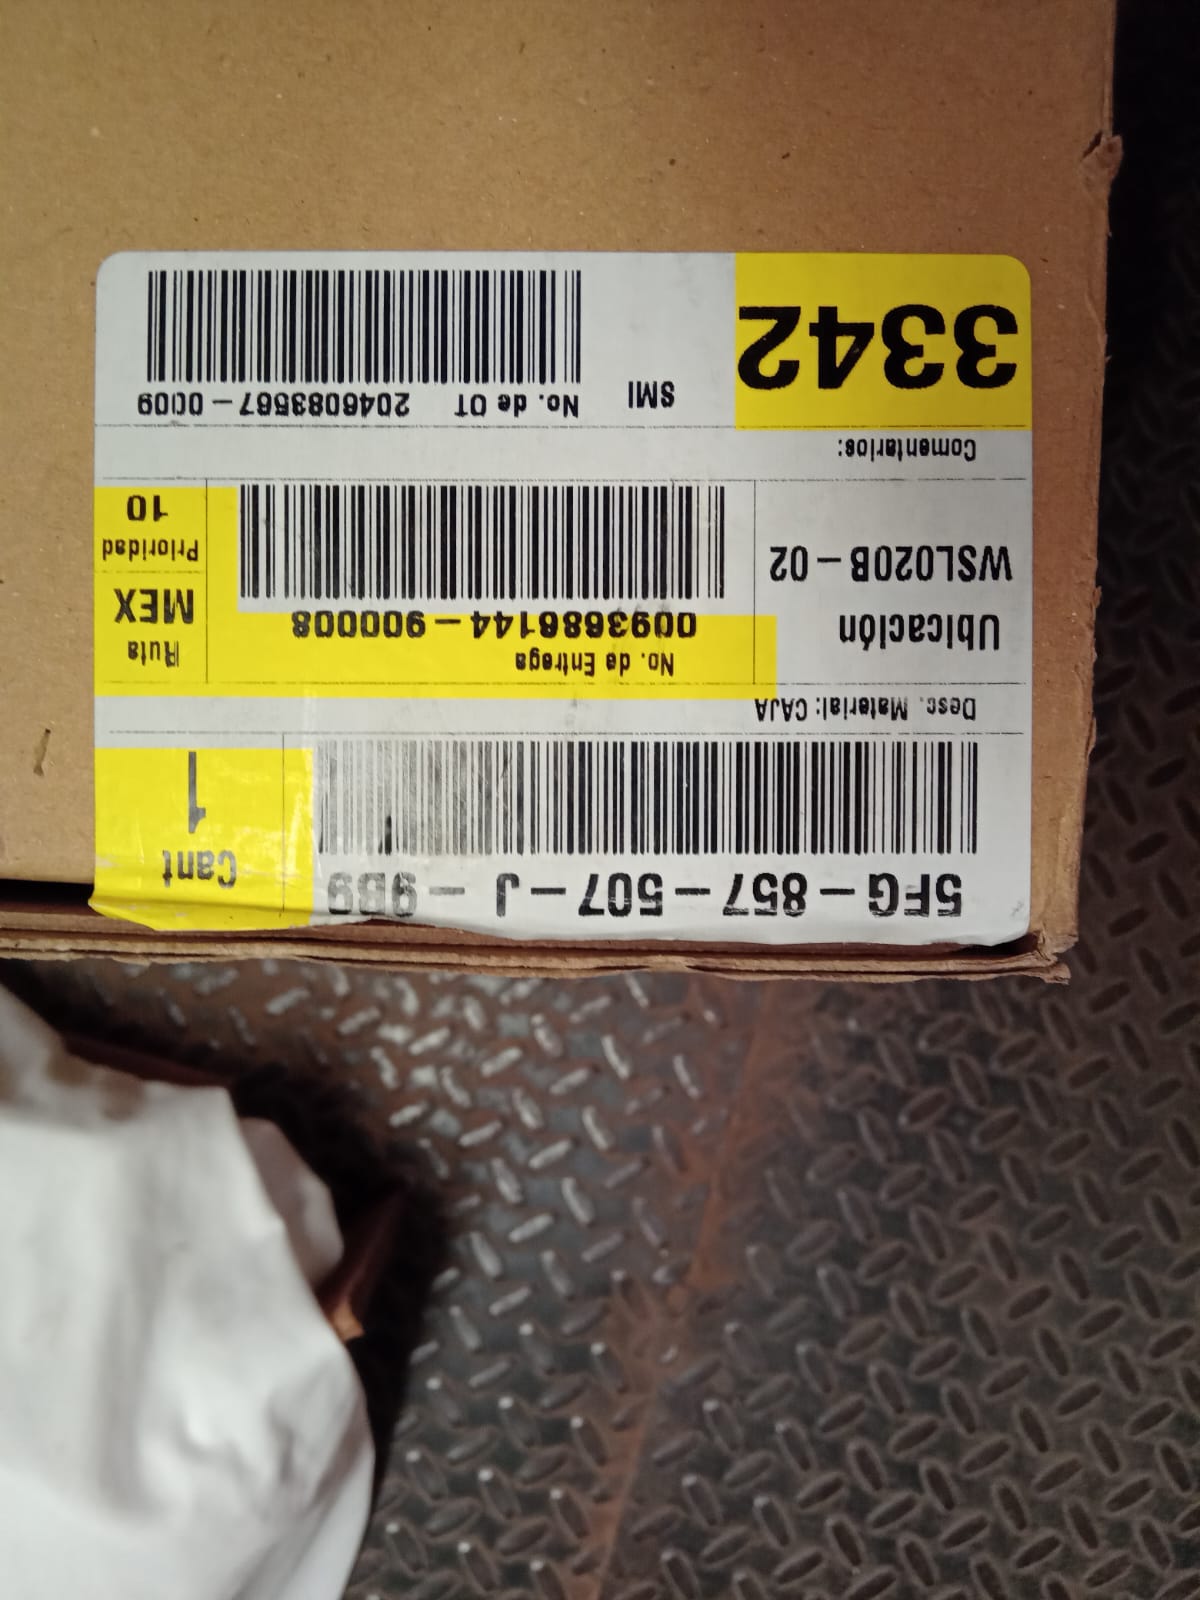 5FG-857-507-J-9B9
Cant
1
Desc. Material: CAJA
Ubicación
WSL020B-02
No. de Entrega
0093686144-900008
Ruta
MEX
Prioridad
10
Comentarios:
3342
SMI
No. de OT 2046083567-0009